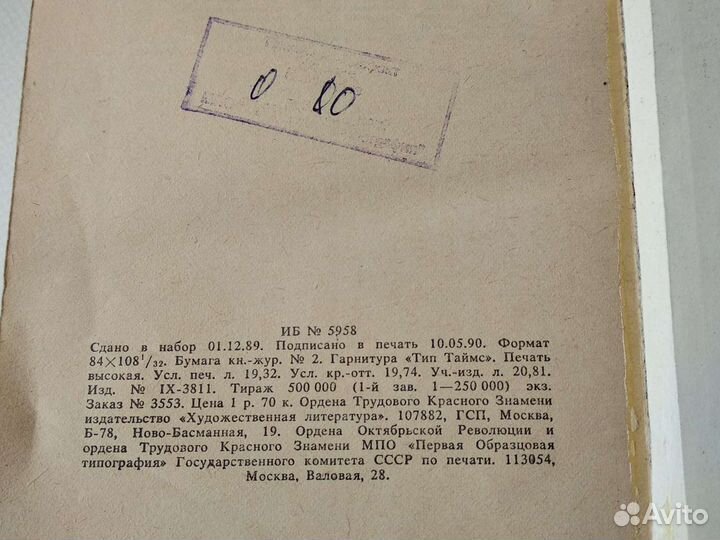 0 80
ИБ № 5958
Сдано в набор 01.12.89. Подписано в печать 10.05.90. Формат
84×108¹/₃₂. Бумага кн.-жур. № 2. Гарнитура «Тип Таймс». Печать
высокая. Усл. печ. л. 19,32. Усл. кр.-отт. 19,74. Уч.-изд. л. 20,81.
Изд. № IX-3811. Тираж 500 000 (1-й зав. 1—250 000) экз.
Заказ № 3553. Цена 1 р. 70 к. Ордена Трудового Красного Знамени
издательство «Художественная литература». 107882, ГСП, Москва,
Б-78, Ново-Басманная, 19. Ордена Октябрьской Революции и
ордена Трудового Красного Знамени МПО «Первая Образцовая
типография» Государственного комитета СССР по печати. 113054,
Москва, Валовая, 28.
Avito